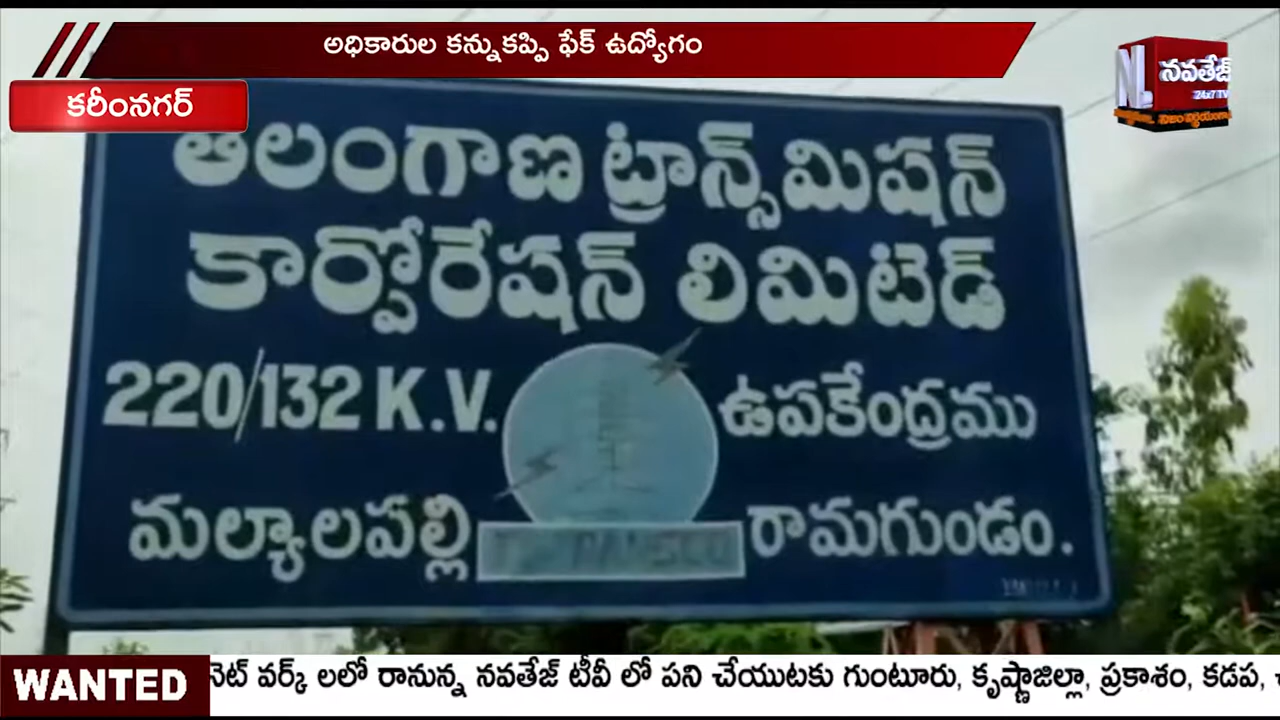 అధికారుల కన్నుకప్పి ఫేక్ ఉద్యోగం
కరీంనగర్
NL నవతేజ్
24x7 TV
తెలంగాణ ట్రాన్స్‌మిషన్
కార్పోరేషన్ లిమిటెడ్
220/132 K.V. ఉపకేంద్రము
మల్యాలపల్లి రామగుండం.
WANTED నెట్ వర్క్ లలో రానున్న నవతేజ్ టీవీ లో పని చేయుటకు గుంటూరు, కృష్ణాజిల్లా, ప్రకాశం, కడప,